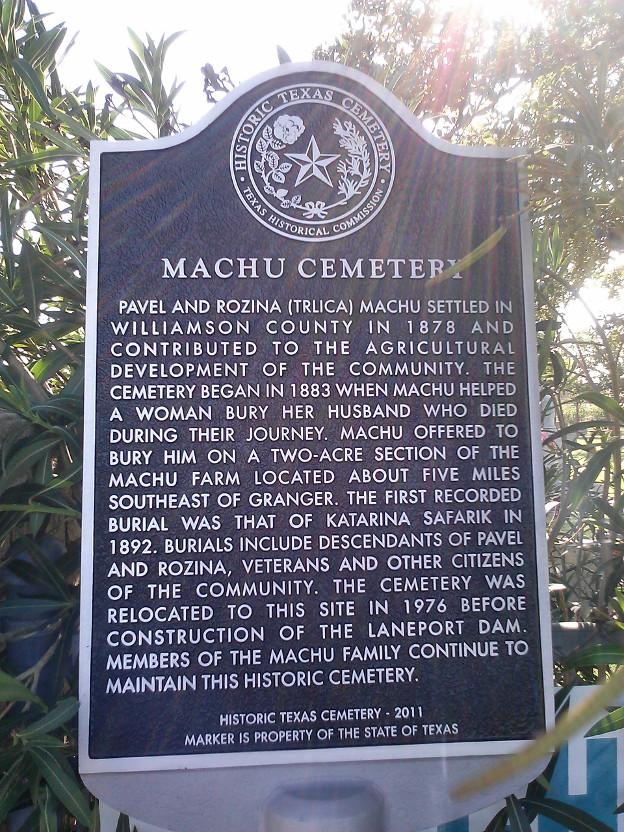 HISTORIC TEXAS CEMETERY
TEXAS HISTORICAL COMMISSION
MACHU CEMETERY
PAVEL AND ROZINA (TRLICA) MACHU SETTLED IN
WILLIAMSON COUNTY IN 1878 AND
CONTRIBUTED TO THE AGRICULTURAL
DEVELOPMENT OF THE COMMUNITY. THE
CEMETERY BEGAN IN 1883 WHEN MACHU HELPED
A WOMAN BURY HER HUSBAND WHO DIED
DURING THEIR JOURNEY. MACHU OFFERED TO
BURY HIM ON A TWO-ACRE SECTION OF THE
MACHU FARM LOCATED ABOUT FIVE MILES
SOUTHEAST OF GRANGER. THE FIRST RECORDED
BURIAL WAS THAT OF KATARINA SAFARIK IN
1892. BURIALS INCLUDE DESCENDANTS OF PAVEL
AND ROZINA, VETERANS AND OTHER CITIZENS
OF THE COMMUNITY. THE CEMETERY WAS
RELOCATED TO THIS SITE IN 1976 BEFORE
CONSTRUCTION OF THE LANEPORT DAM.
MEMBERS OF THE MACHU FAMILY CONTINUE TO
MAINTAIN THIS HISTORIC CEMETERY.
HISTORIC TEXAS CEMETERY - 2011
MARKER IS PROPERTY OF THE STATE OF TEXAS